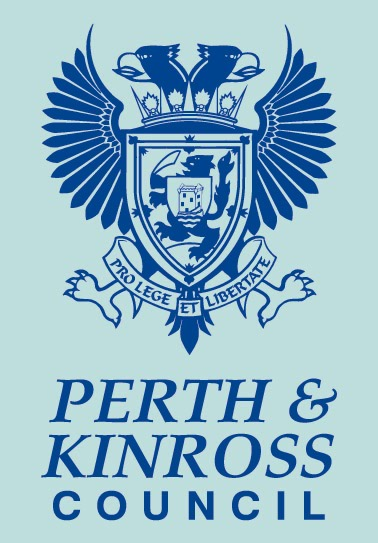 PRO LEGE ET LIBERTATE
PERTH &
KINROSS
COUNCIL